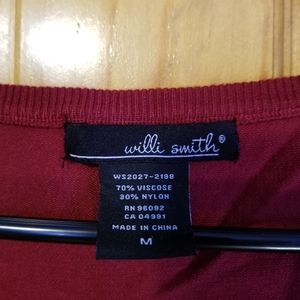 willi smith®
WS2027-2198
70% VISCOSE
30% NYLON
RN 96092
CA 04991
MADE IN CHINA
M